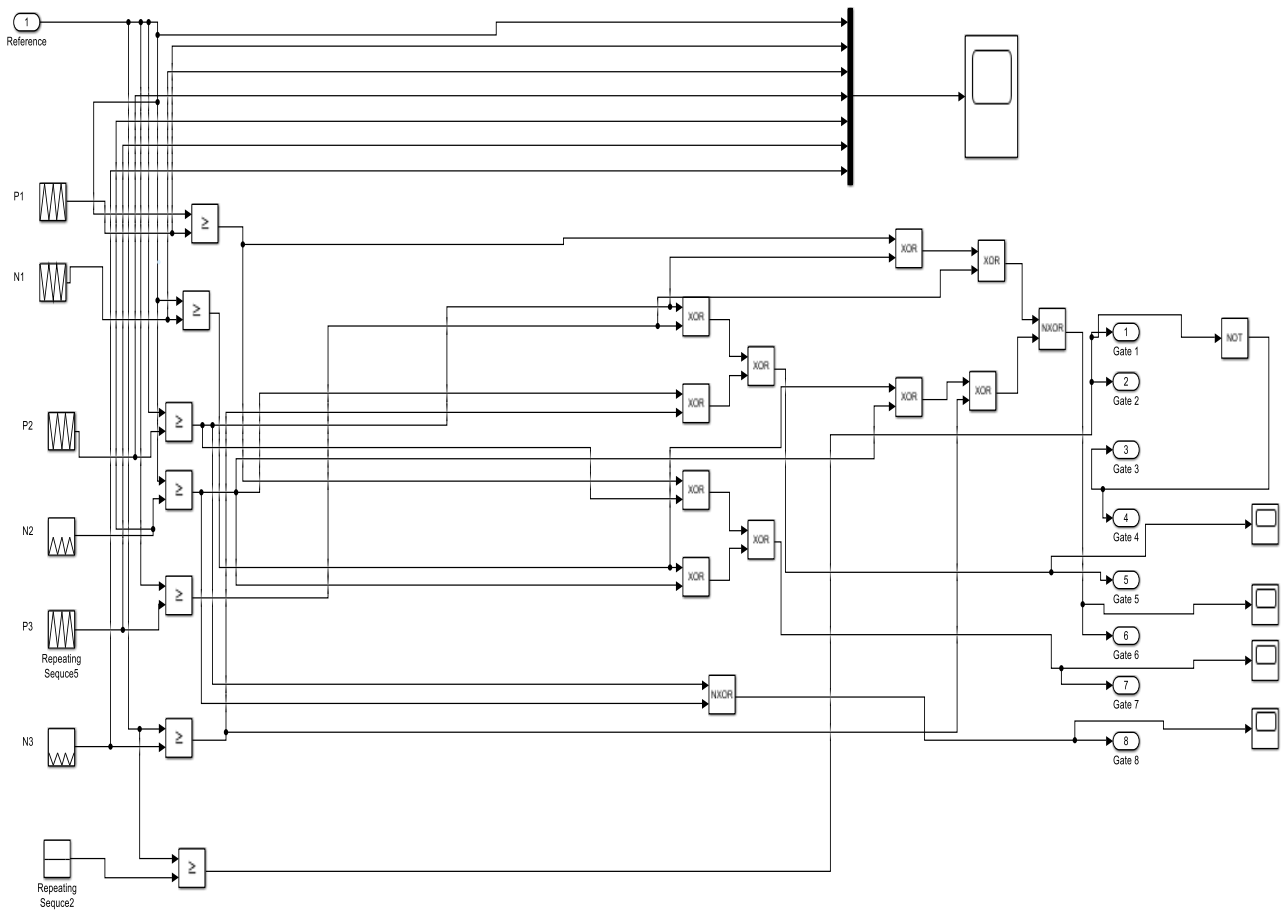 1
Reference
P1
≥
N1
XOR
XOR
≥
XOR
NXOR
1
Gate 1
NOT
XOR
2
Gate 2
XOR
XOR
XOR
P2
≥
3
Gate 3
≥
XOR
N2
XOR
4
Gate 4
XOR
5
Gate 5
≥
P3
6
Gate 6
Repeating
Sequce5
7
Gate 7
NXOR
N3
≥
8
Gate 8
≥
Repeating
Sequce2